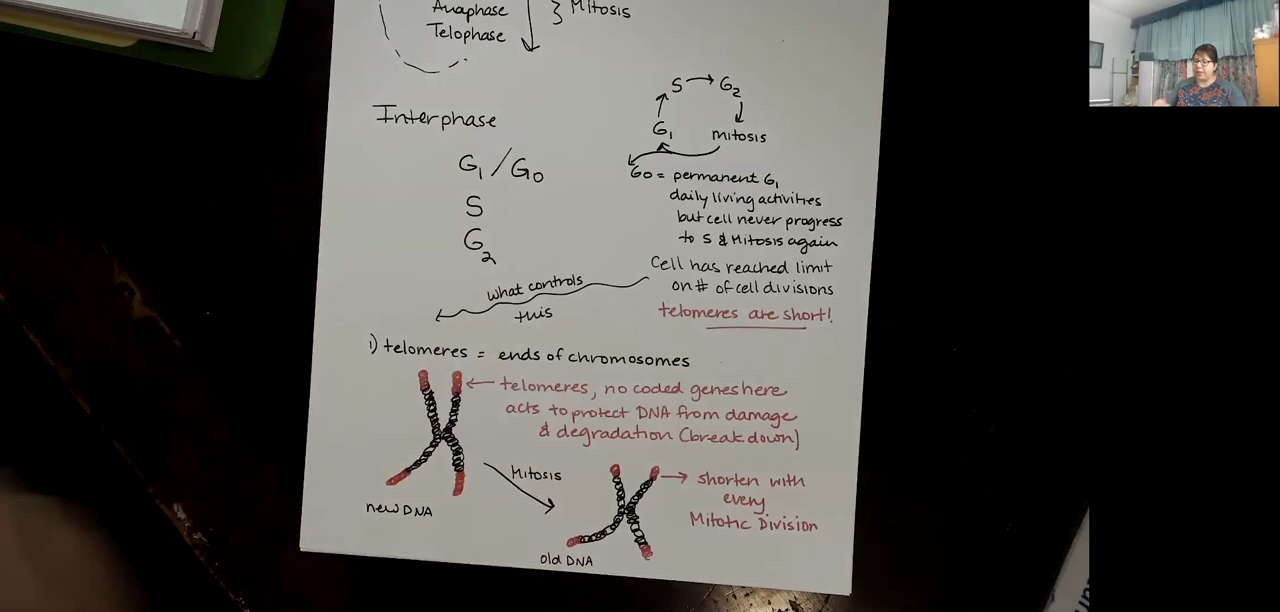 Anaphase
Telophase
Mitosis
Interphase
G1/G0
S
G2
S → G2
G1
mitosis
G0 = permanent G1
daily living activities
but cell never progress
to S & Mitosis again
Cell has reached limit
on # of cell divisions
telomeres are short!
what controls
this
1) telomeres = ends of chromosomes
← telomeres, no coded genes here
acts to protect DNA from damage
& degradation (break down)
new DNA
Mitosis
→ shorten with
every
Mitotic Division
old DNA